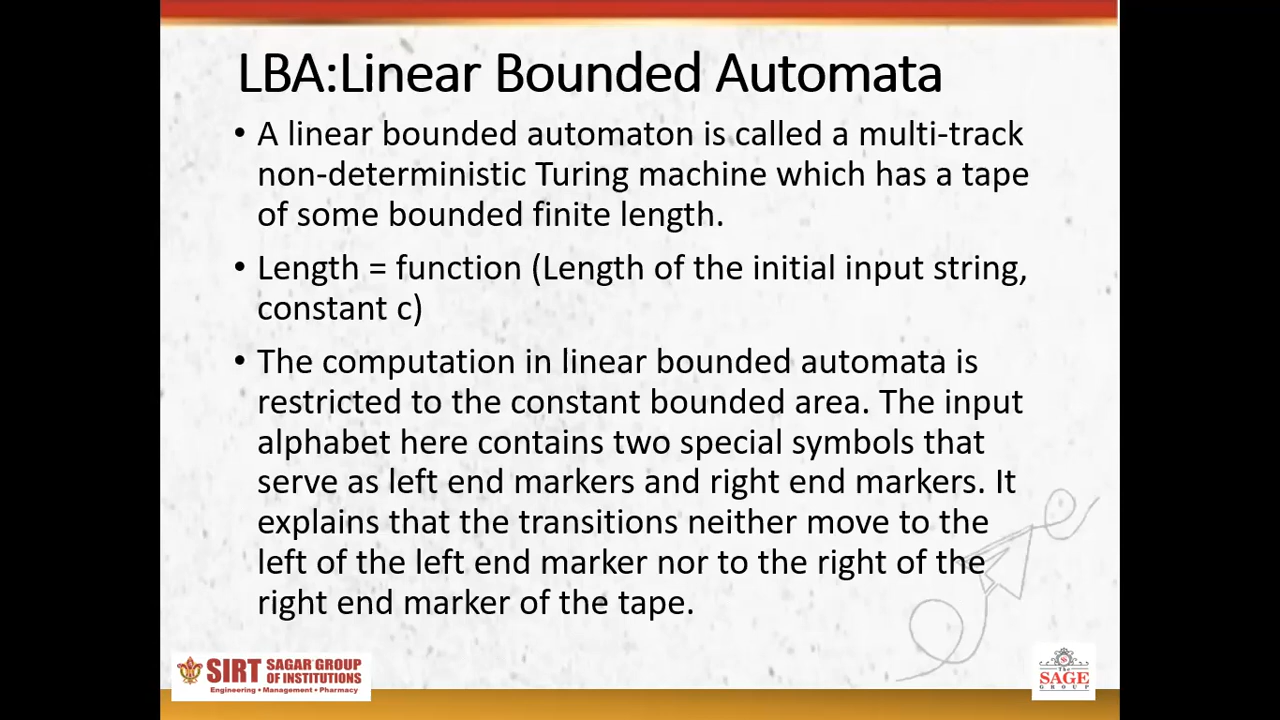 LBA:Linear Bounded Automata
• A linear bounded automaton is called a multi-track
non-deterministic Turing machine which has a tape
of some bounded finite length.
• Length = function (Length of the initial input string,
constant c)
• The computation in linear bounded automata is
restricted to the constant bounded area. The input
alphabet here contains two special symbols that
serve as left end markers and right end markers. It
explains that the transitions neither move to the
left of the left end marker nor to the right of the
right end marker of the tape.
SIRT SAGAR GROUP
OF INSTITUTIONS
Engineering • Management • Pharmacy
The
SAGE
GROUP